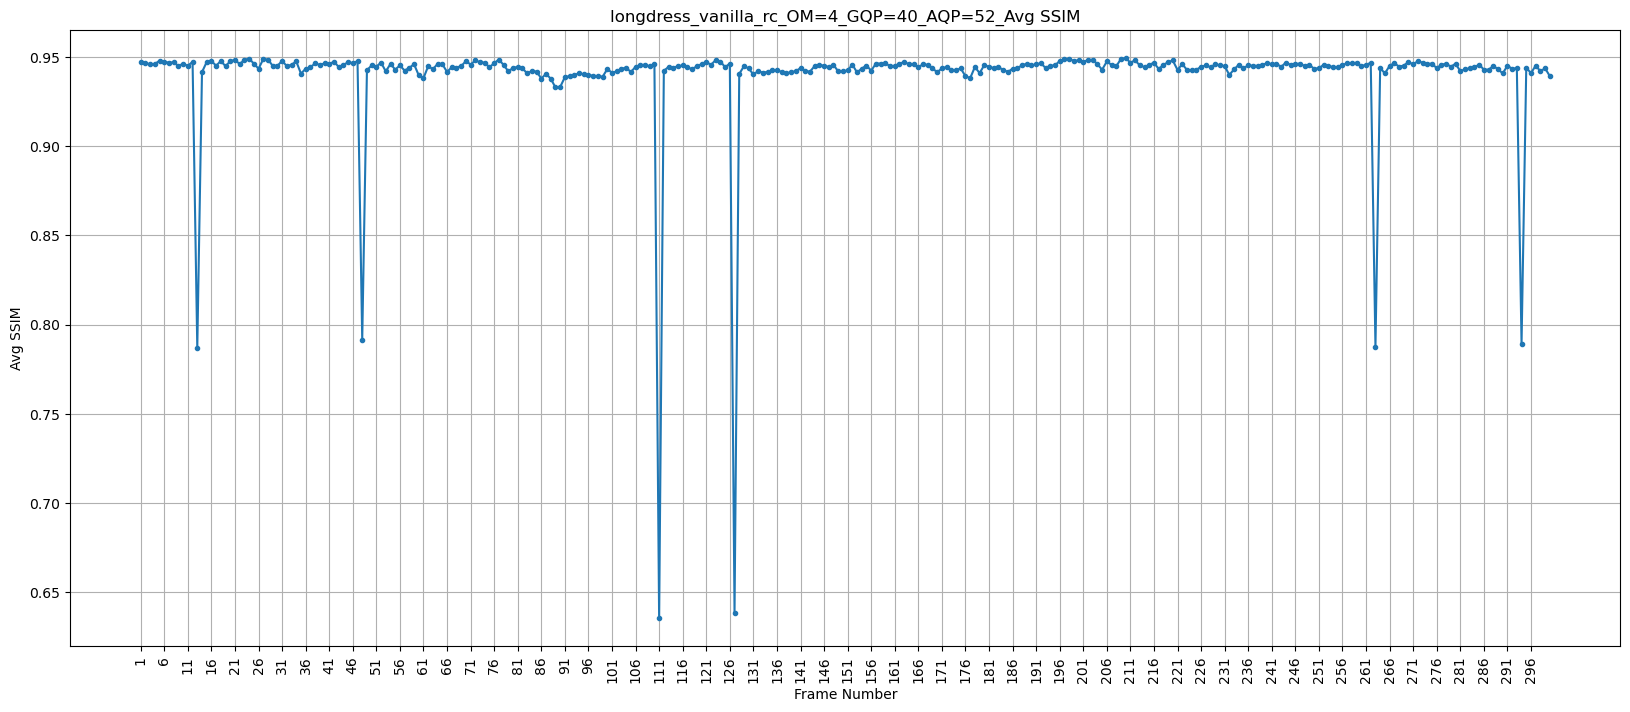 longdress_vanilla_rc_OM=4_GQP=40_AQP=52_Avg SSIM
Avg SSIM
0.95
0.90
0.85
0.80
0.75
0.70
0.65
1 6 11 16 21 26 31 36 41 46 51 56 61 66 71 76 81 86 91 96 101 106 111 116 121 126 131 136 141 146 151 156 161 166 171 176 181 186 191 196 201 206 211 216 221 226 231 236 241 246 251 256 261 266 271 276 281 286 291 296
Frame Number